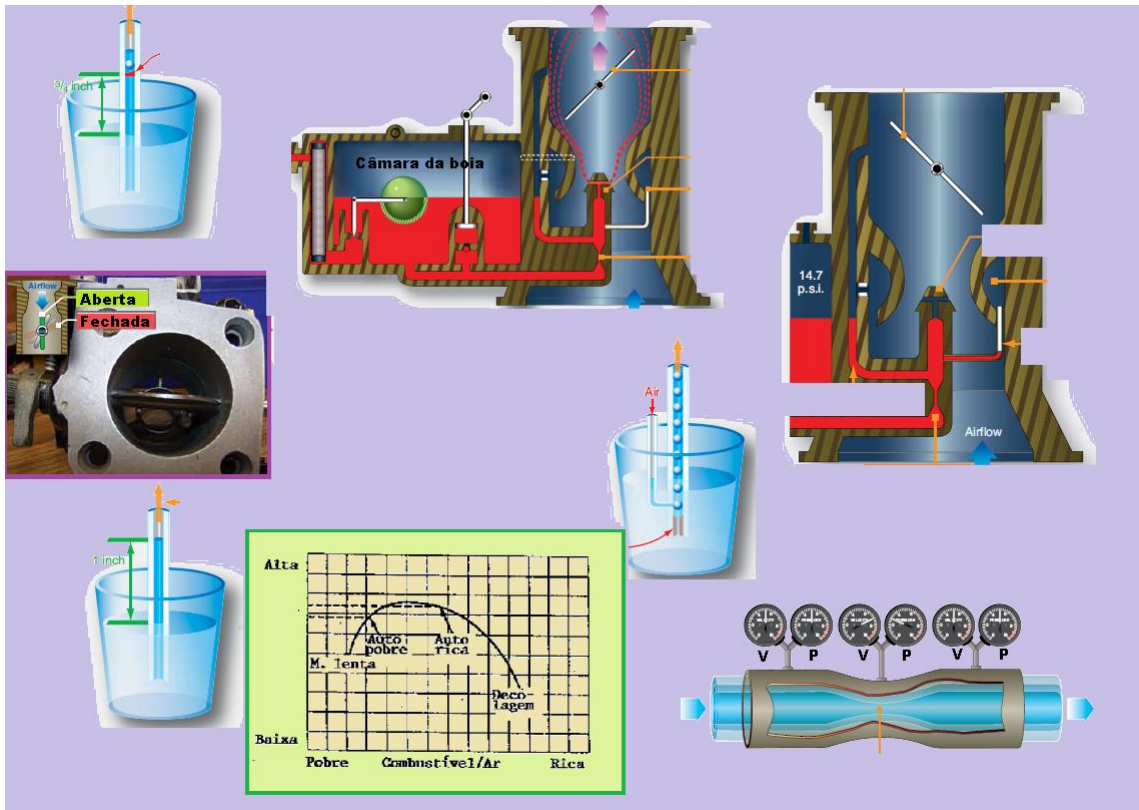 3/4 inch
Câmara da boia
14.7
p.s.i.
Airflow
Aberta
Fechada
Air
Airflow
1 inch
Alta
Auto
pobre
Auto
rica
M. lenta
Deco-
lagem
Baixa
Pobre Combustível/Ar Rica
V P V P V P